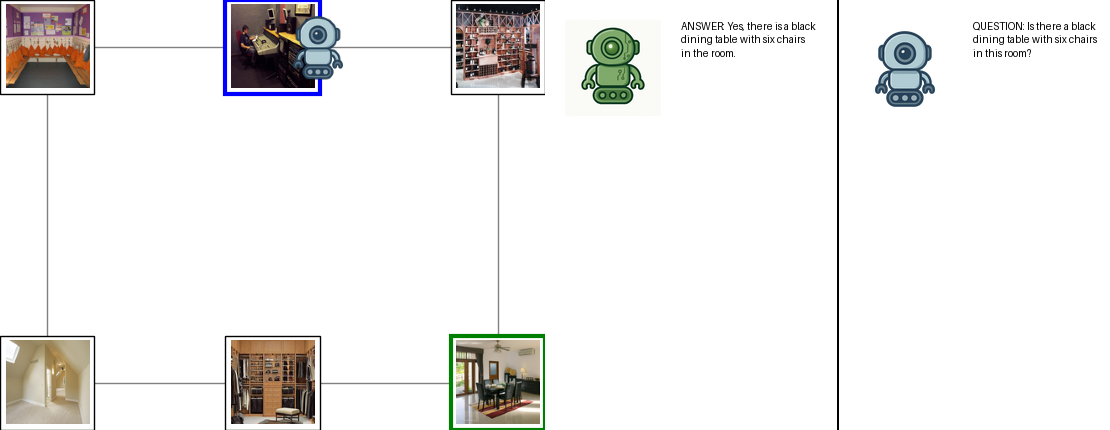 ANSWER: Yes, there is a black
dining table with six chairs
in the room.
QUESTION: Is there a black
dining table with six chairs
in this room?